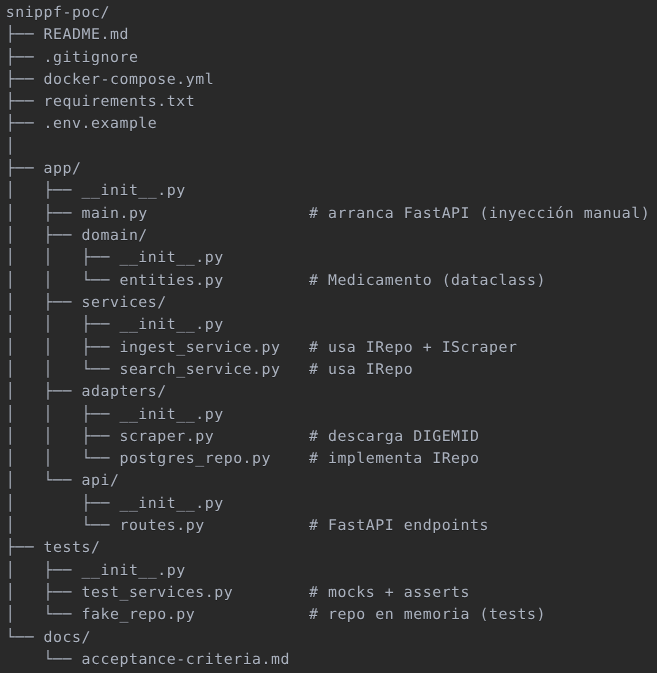 snippf-poc/
├── README.md
├── .gitignore
├── docker-compose.yml
├── requirements.txt
├── .env.example
│
├── app/
│   ├── __init__.py
│   ├── main.py                 # arranca FastAPI (inyección manual)
│   ├── domain/
│   │   ├── __init__.py
│   │   └── entities.py         # Medicamento (dataclass)
│   ├── services/
│   │   ├── __init__.py
│   │   ├── ingest_service.py   # usa IRepo + IScraper
│   │   └── search_service.py   # usa IRepo
│   ├── adapters/
│   │   ├── __init__.py
│   │   ├── scraper.py          # descarga DIGEMID
│   │   └── postgres_repo.py    # implementa IRepo
│   └── api/
│       ├── __init__.py
│       └── routes.py           # FastAPI endpoints
├── tests/
│   ├── __init__.py
│   ├── test_services.py        # mocks + asserts
│   └── fake_repo.py            # repo en memoria (tests)
└── docs/
    └── acceptance-criteria.md